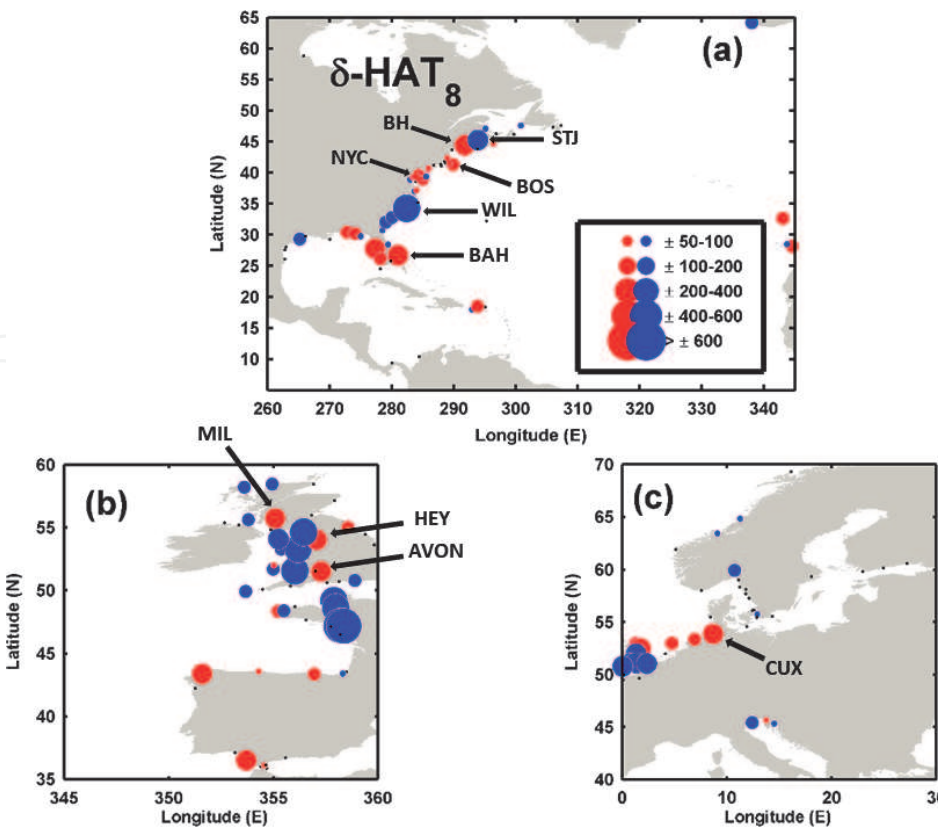 (a)
δ-HAT8
BH
STJ
NYC
BOS
WIL
BAH
± 50-100
± 100-200
± 200-400
± 400-600
> ± 600
65
60
55
50
45
40
35
30
25
20
15
10
Latitude (N)
260 270 280 290 300 310 320 330 340
Longitude (E)
MIL
(b)
HEY
AVON
60
55
50
45
40
35
Latitude (N)
345 350 355 360
Longitude (E)
(c)
CUX
70
65
60
55
50
45
40
Latitude (N)
0 10 20 30
Longitude (E)